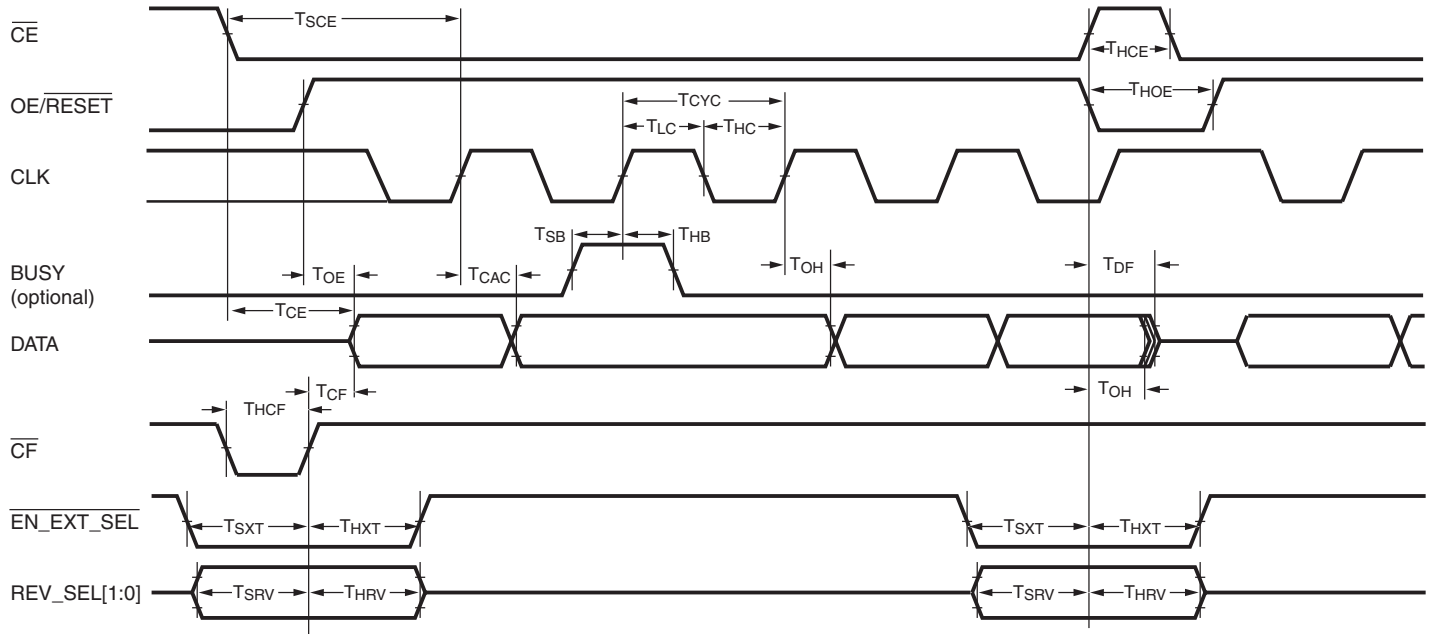 CE
TSCE
THCE
OE/RESET
THOE
TCYC
TLC
THC
CLK
TSB
THB
BUSY
(optional)
TOE
TCAC
TOH
TDF
TCE
DATA
TCF
TOH
THCF
CF
EN_EXT_SEL
TSXT
THXT
TSXT
THXT
REV_SEL[1:0]
TSRV
THRV
TSRV
THRV